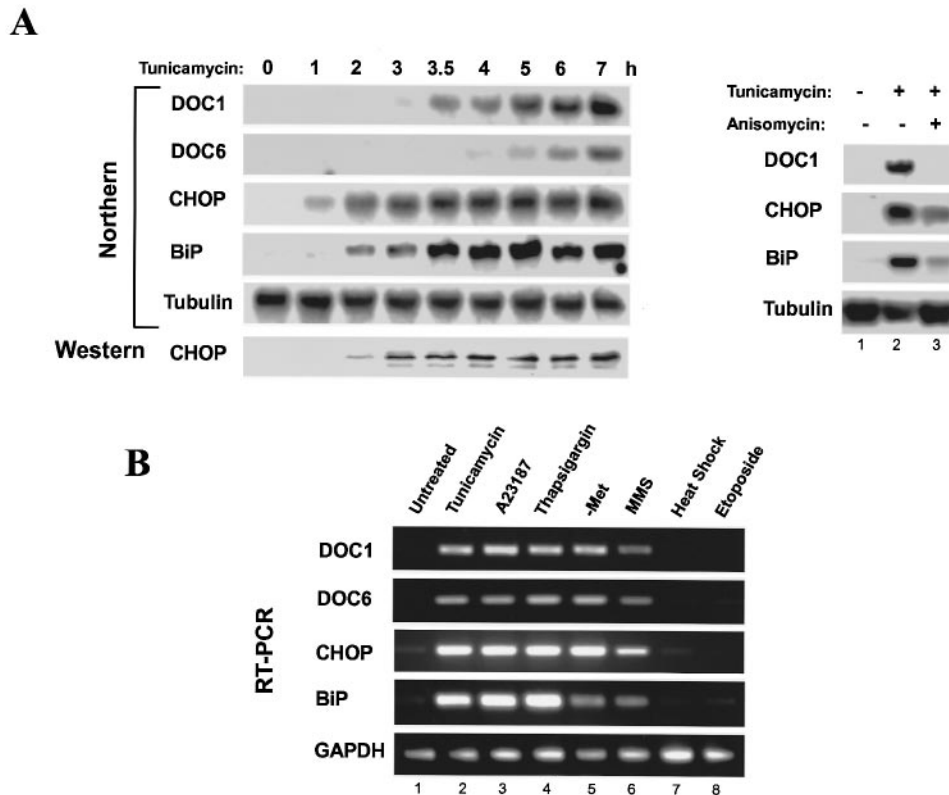 A
Tunicamycin: 0 1 2 3 3.5 4 5 6 7 h
Northern
DOC1
DOC6
CHOP
BiP
Tubulin
Western CHOP
Tunicamycin: - + +
Anisomycin: - - +
DOC1
CHOP
BiP
Tubulin
1 2 3
B
Untreated Tunicamycin A23187 Thapsigargin -Met MMS Heat Shock Etoposide
RT-PCR
DOC1
DOC6
CHOP
BiP
GAPDH
1 2 3 4 5 6 7 8